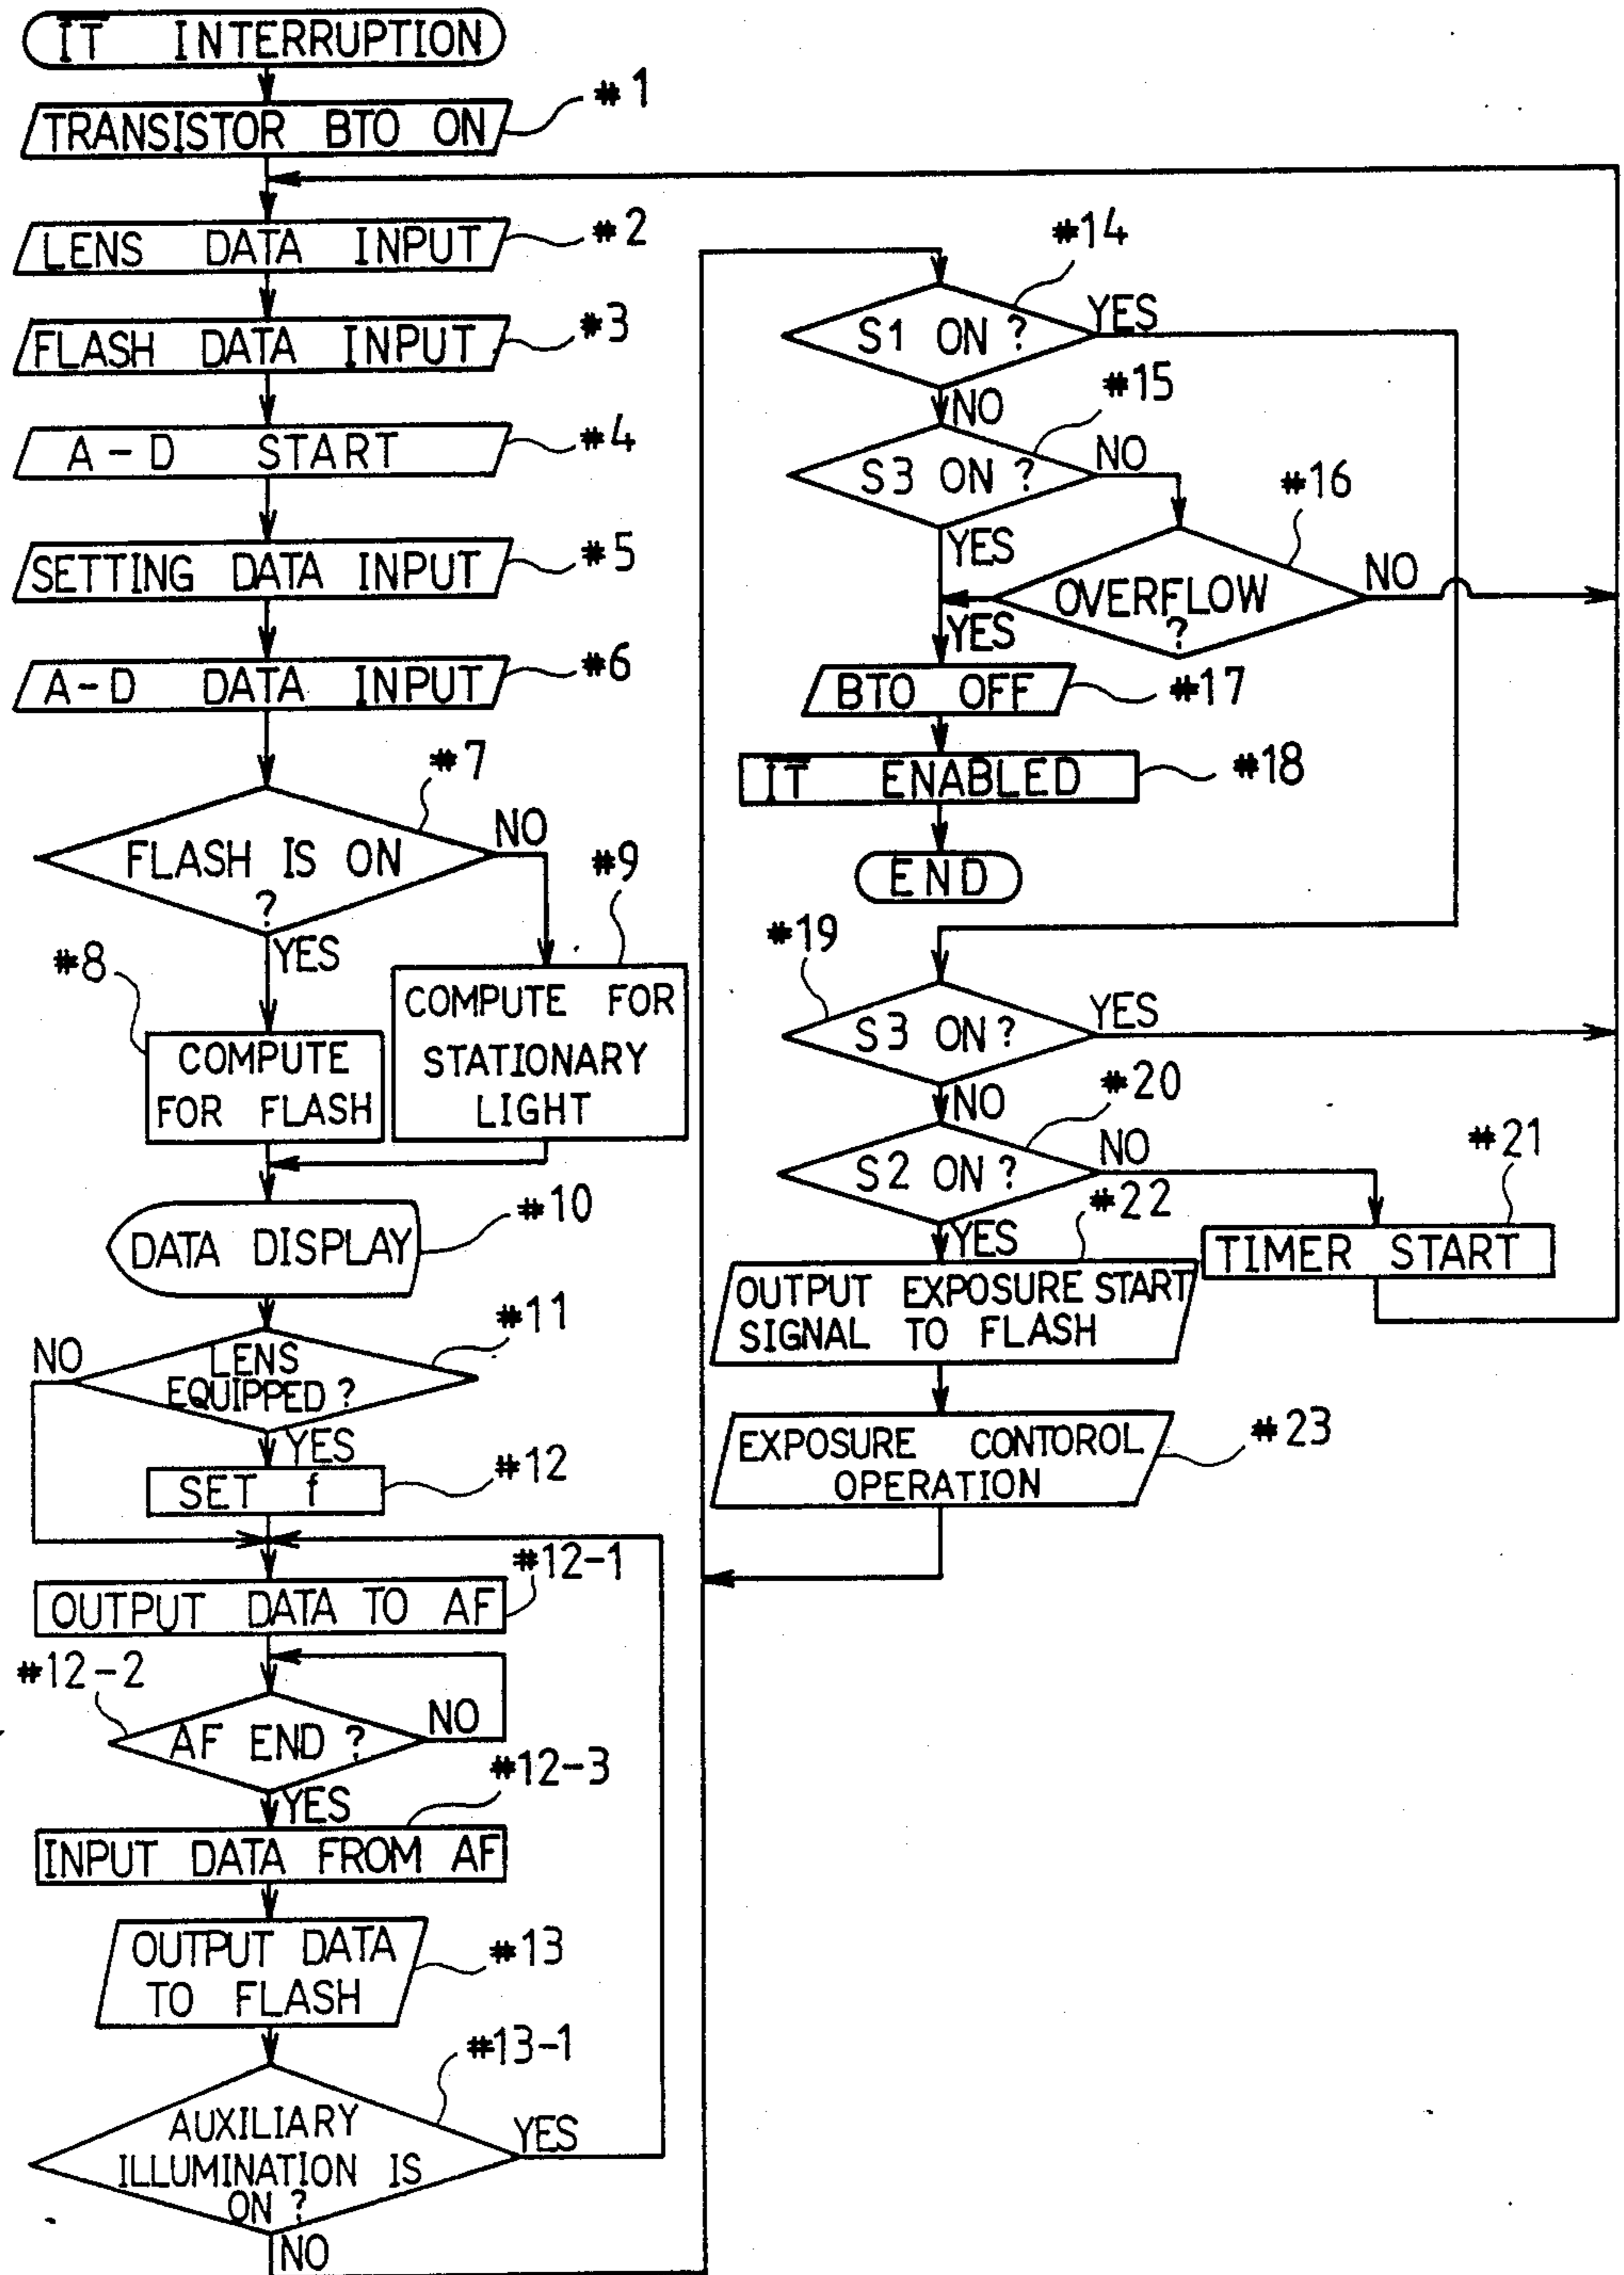 IT INTERRUPTION
TRANSISTOR BTO ON
#1
LENS DATA INPUT
#2
FLASH DATA INPUT
#3
A-D START
#4
SETTING DATA INPUT
#5
A-D DATA INPUT
#6
#7
FLASH IS ON
?
NO
YES
#8
COMPUTE
FOR FLASH
#9
COMPUTE FOR
STATIONARY
LIGHT
DATA DISPLAY
#10
#11
NO
LENS
EQUIPPED ?
YES
SET f
#12
#12-1
OUTPUT DATA TO AF
#12-2
AF END ?
NO
YES
#12-3
INPUT DATA FROM AF
OUTPUT DATA
TO FLASH
#13
#13-1
AUXILIARY
ILLUMINATION IS
ON ?
YES
NO
#14
S1 ON ?
YES
NO
#15
S3 ON ?
NO
YES
#16
OVERFLOW
?
NO
YES
BTO OFF
#17
IT ENABLED
#18
END
#19
S3 ON ?
YES
NO
#20
S2 ON ?
NO
YES
#21
TIMER START
#22
OUTPUT EXPOSURE START
SIGNAL TO FLASH
EXPOSURE CONTOROL
OPERATION
#23